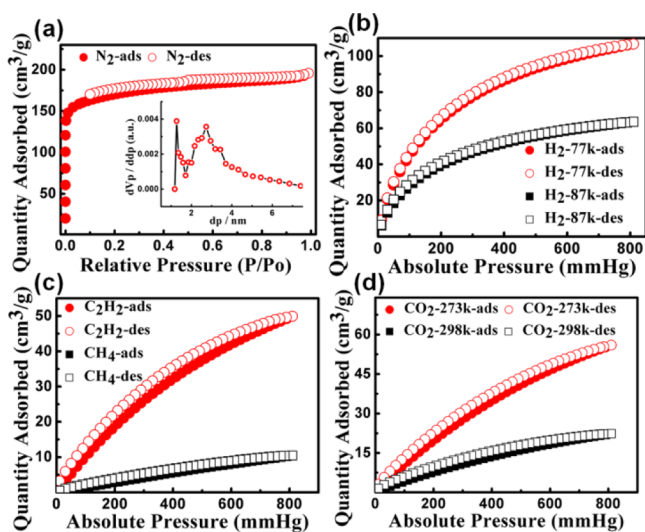 (a)
N2-ads N2-des
Quantity Adsorbed (cm3/g)
200
150
100
50
0.0 0.2 0.4 0.6 0.8 1.0
Relative Pressure (P/Po)
dVp / ddp (a.u.)
0.004
0.002
0.000
2 4 6
dp / nm
(b)
Quantity Adsorbed (cm3/g)
100
80
60
40
20
0 200 400 600 800
Absolute Pressure (mmHg)
H2-77k-ads
H2-77k-des
H2-87k-ads
H2-87k-des
(c)
C2H2-ads
C2H2-des
CH4-ads
CH4-des
Quantity Adsorbed (cm3/g)
50
40
30
20
10
0 200 400 600 800
Absolute Pressure (mmHg)
(d)
CO2-273k-ads CO2-273k-des
CO2-298k-ads CO2-298k-des
Quantity Adsorbed (cm3/g)
60
45
30
15
0 200 400 600 800
Absolute Pressure (mmHg)